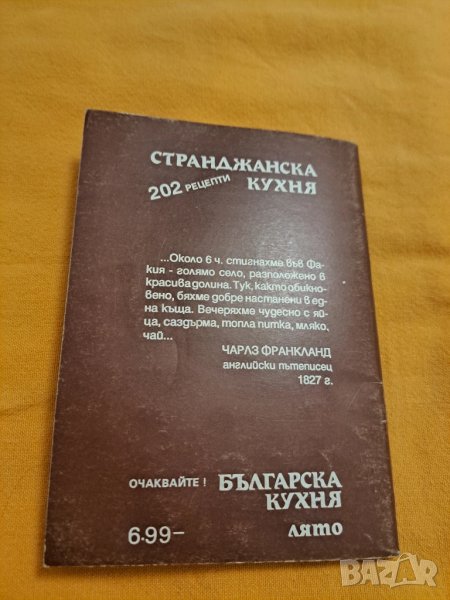 СТРАНДЖАНСКА
202 РЕЦЕПТИ КУХНЯ
...Около 6 ч. стигнахме във Фа-
кия - голямо село, разположено в
красива долина. Тук, както обикно-
вено, бяхме добре настанени в ед-
на къща. Вечеряхме чудесно с яй-
ца, саздърма, топла питка, мляко,
чай...
ЧАРЛЗ ФРАНКЛАНД
английски пътеписец
1827 г.
ОЧАКВАЙТЕ! БЪЛГАРСКА
КУХНЯ
6·99– лято
BAZAR